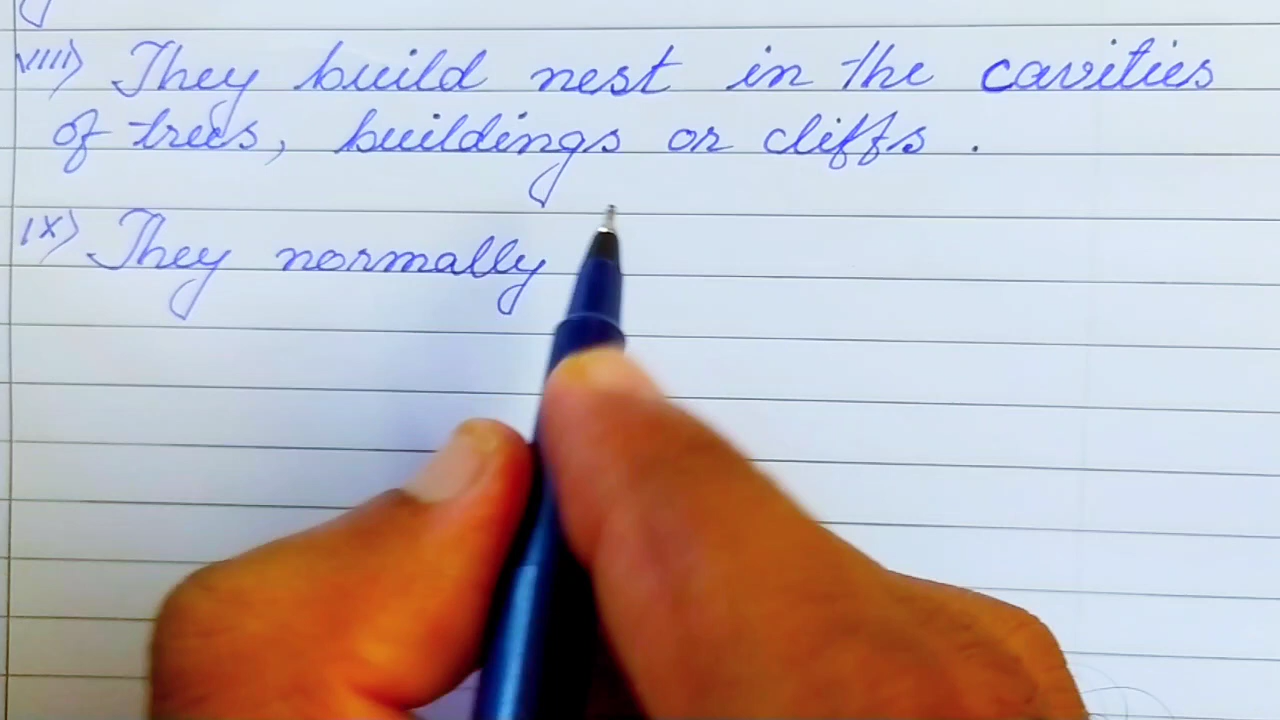 VIII) They build nest in the cavities
of trees, buildings or cliffs .
IX) They normally